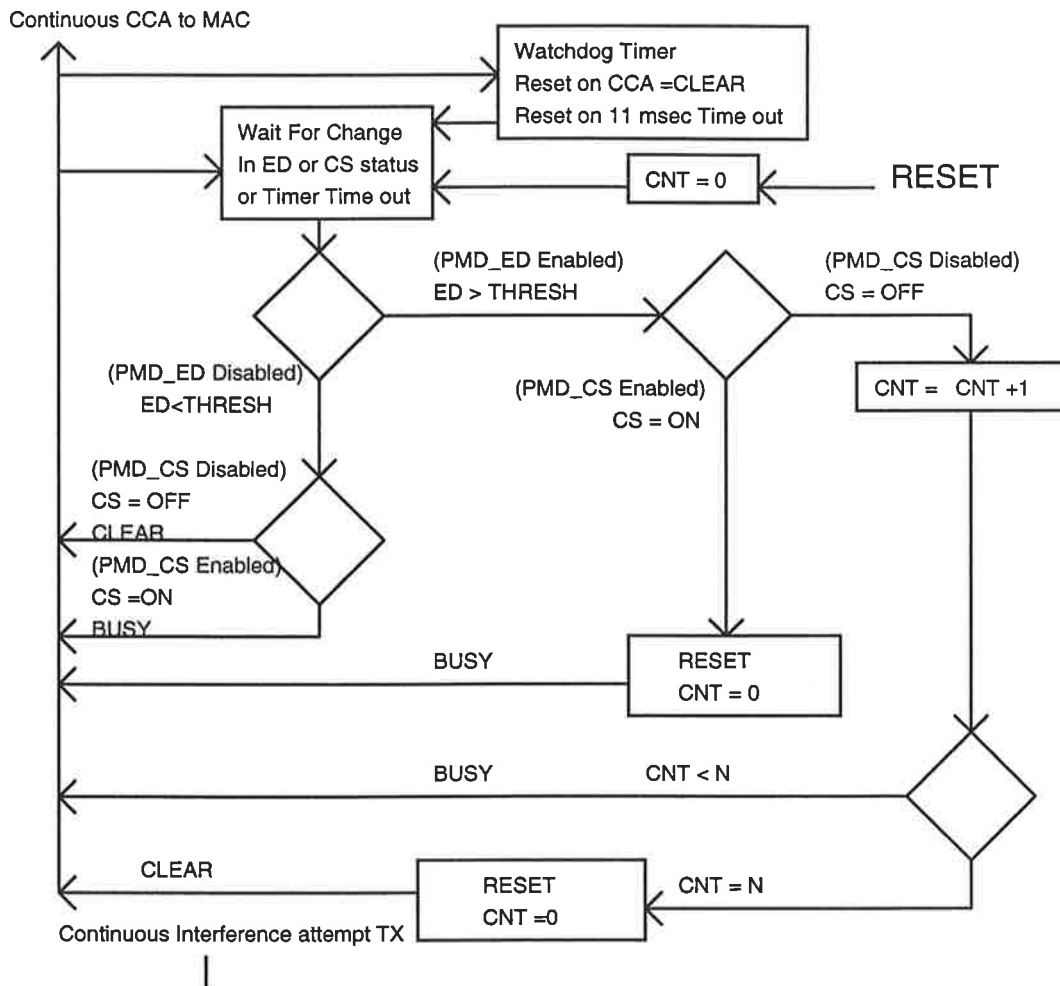 Continuous CCA to MAC
Watchdog Timer
Reset on CCA =CLEAR
Reset on 11 msec Time out
Wait For Change
In ED or CS status
or Timer Time out
CNT = 0
RESET
(PMD_ED Enabled)
ED > THRESH
(PMD_CS Disabled)
CS = OFF
(PMD_ED Disabled)
ED<THRESH
(PMD_CS Enabled)
CS = ON
CNT = CNT +1
(PMD_CS Disabled)
CS = OFF
CLEAR
(PMD_CS Enabled)
CS =ON
BUSY
BUSY
RESET
CNT = 0
BUSY
CNT < N
CLEAR
RESET
CNT =0
CNT = N
Continuous Interference attempt TX